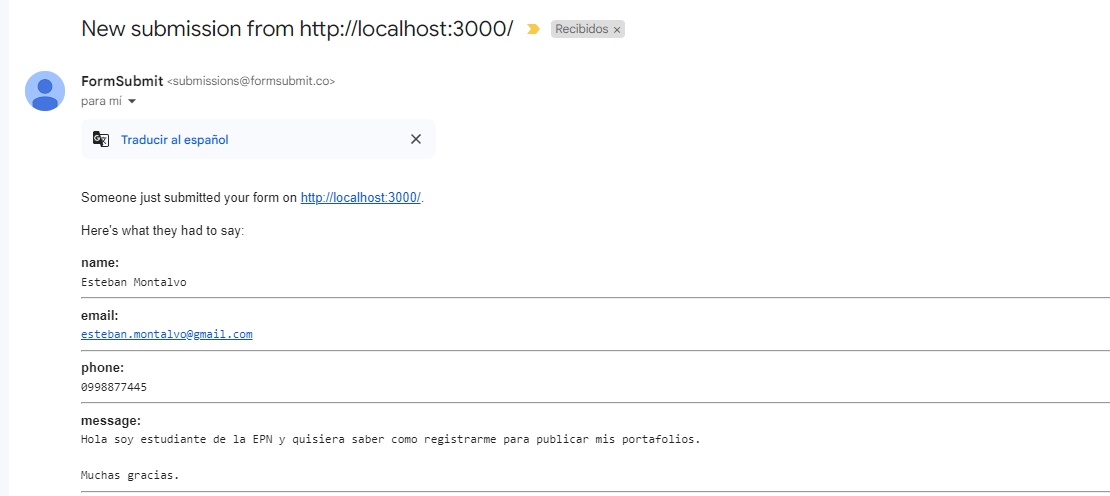 New submission from http://localhost:3000/ Recibidos ×
FormSubmit <submissions@formsubmit.co>
para mí
Traducir al español
Someone just submitted your form on http://localhost:3000/.
Here's what they had to say:
name:
Esteban Montalvo
email:
esteban.montalvo@gmail.com
phone:
0998877445
message:
Hola soy estudiante de la EPN y quisiera saber como registrarme para publicar mis portafolios.
Muchas gracias.